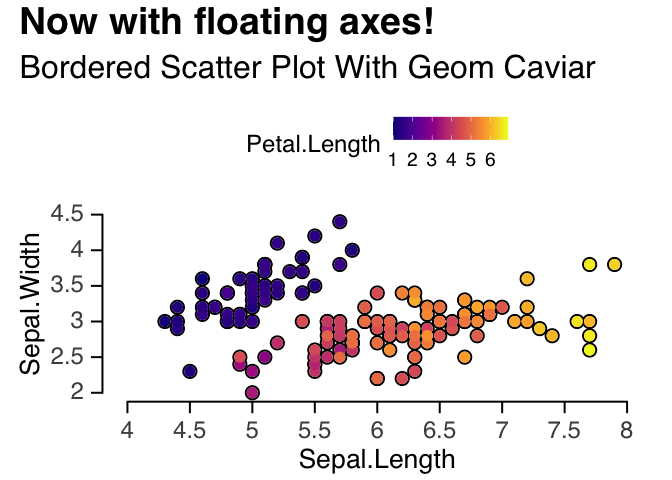 Now with floating axes!
Bordered Scatter Plot With Geom Caviar
Petal.Length
1 2 3 4 5 6
Sepal.Width
4.5
4
3.5
3
2.5
2
4 4.5 5 5.5 6 6.5 7 7.5 8
Sepal.Length